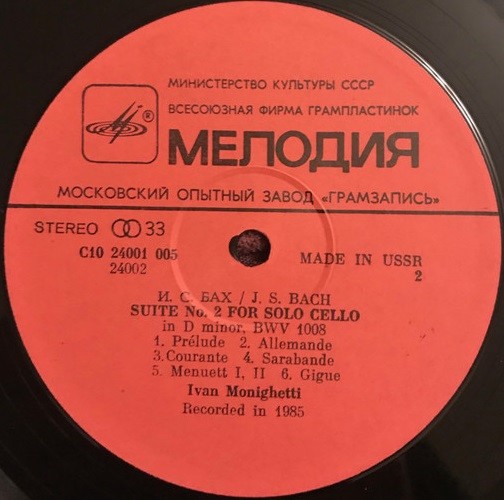 МИНИСТЕРСТВО КУЛЬТУРЫ СССР
ВСЕСОЮЗНАЯ ФИРМА ГРАМПЛАСТИНОК
®
МЕЛОДИЯ
МОСКОВСКИЙ ОПЫТНЫЙ ЗАВОД «ГРАМЗАПИСЬ»
STEREO 33
С10 24001 005
24002
MADE IN USSR
2
И. С. БАХ / J. S. BACH
SUITE No. 2 FOR SOLO CELLO
in D minor, BWV 1008
1. Prélude 2. Allemande
3. Courante 4. Sarabande
5. Menuett I, II 6. Gigue
Ivan Monighetti
Recorded in 1985